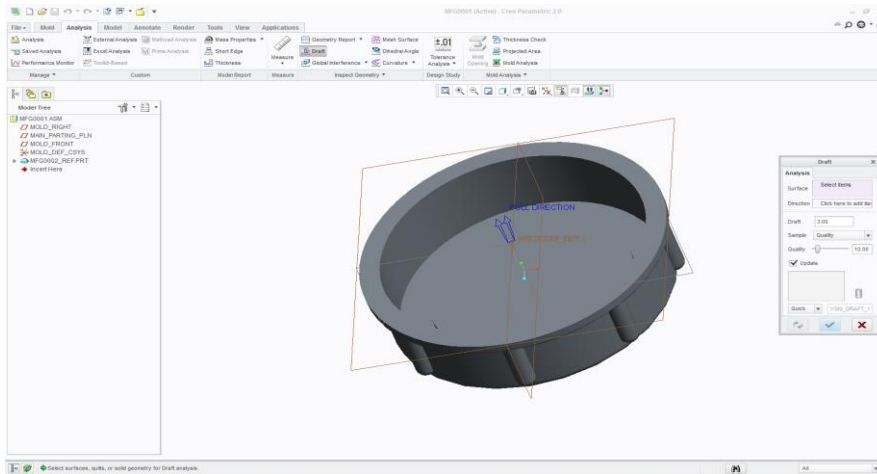 MFG0001 (Active) - Creo Parametric 2.0
File Mold Analysis Model Annotate Render Tools View Applications
Analysis External Analysis Mathcad Analysis Mass Properties Geometry Report Mesh Surface Thickness Check
Saved Analysis Excel Analysis Prime Analysis Short Edge Draft Dihedral Angle Projected Area
Performance Monitor Toolkit-Based Thickness Measure Global Interference Curvature Tolerance Analysis Mold Opening Mold Analysis
Manage Custom Model Report Measure Inspect Geometry Design Study Mold Analysis
±.01
Model Tree
MFG0001.ASM
MOLD_RIGHT
MAIN_PARTING_PLN
MOLD_FRONT
MOLD_DEF_CSYS
MFG0002_REF.PRT
Insert Here
PULL DIRECTION
Draft
Analysis
Surface Select items
Direction Click here to add ite
Draft 3.00
Sample Quality
Quality 10.00
Update
Quick
Select surfaces, quilts, or solid geometry for Draft analysis.
All